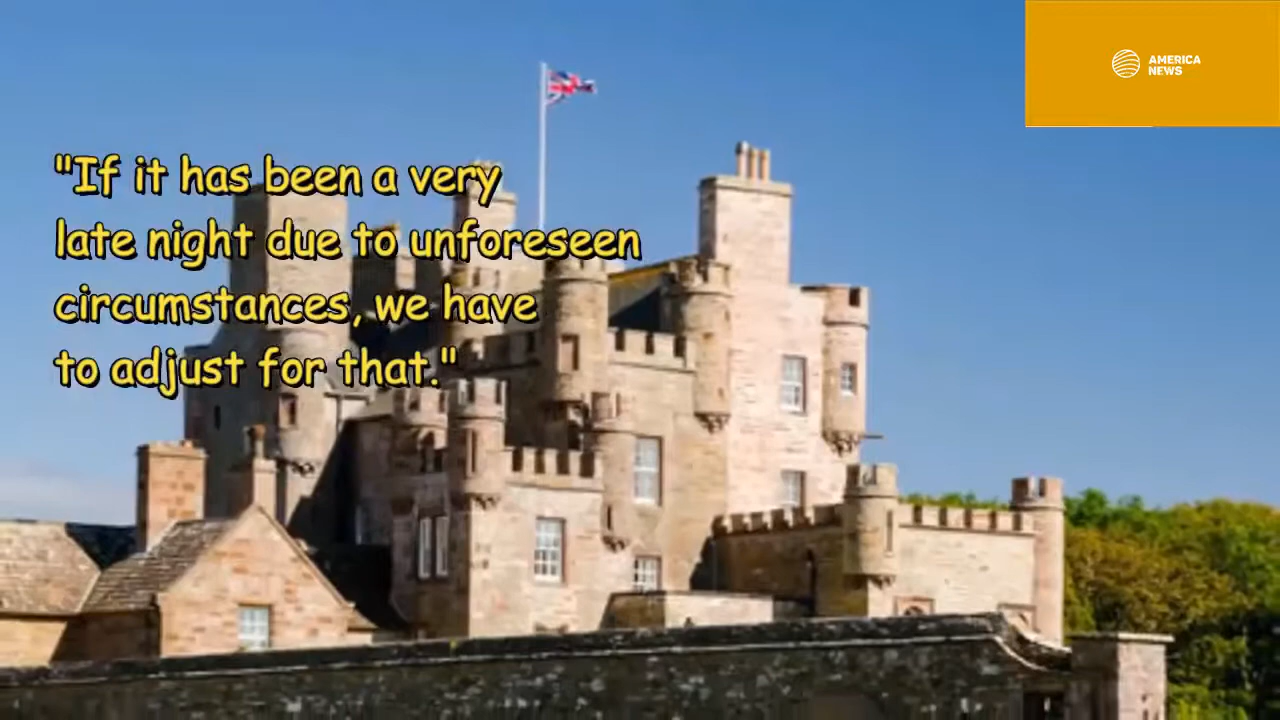 AMERICA
NEWS
"If it has been a very
late night due to unforeseen
circumstances, we have
to adjust for that."